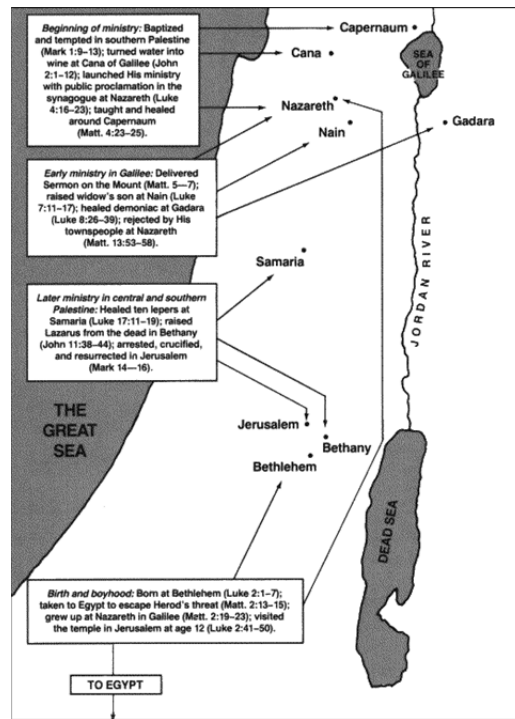 Beginning of ministry: Baptized
and tempted in southern Palestine
(Mark 1:9–13); turned water into
wine at Cana of Galilee (John
2:1–12); launched His ministry
with public proclamation in the
synagogue at Nazareth (Luke
4:16–23); taught and healed
around Capernaum
(Matt. 4:23–25).
Capernaum
Cana
SEA
OF
GALILEE
Nazareth
Nain
Gadara
Early ministry in Galilee: Delivered
Sermon on the Mount (Matt. 5—7);
raised widow's son at Nain (Luke
7:11–17); healed demoniac at Gadara
(Luke 8:26–39); rejected by His
townspeople at Nazareth
(Matt. 13:53–58).
Samaria
JORDAN RIVER
Later ministry in central and southern
Palestine: Healed ten lepers at
Samaria (Luke 17:11–19); raised
Lazarus from the dead in Bethany
(John 11:38–44); arrested, crucified,
and resurrected in Jerusalem
(Mark 14—16).
THE
GREAT
SEA
Jerusalem
Bethany
Bethlehem
DEAD SEA
Birth and boyhood: Born at Bethlehem (Luke 2:1–7);
taken to Egypt to escape Herod's threat (Matt. 2:13–15);
grew up at Nazareth in Galilee (Matt. 2:19–23); visited
the temple in Jerusalem at age 12 (Luke 2:41–50).
TO EGYPT